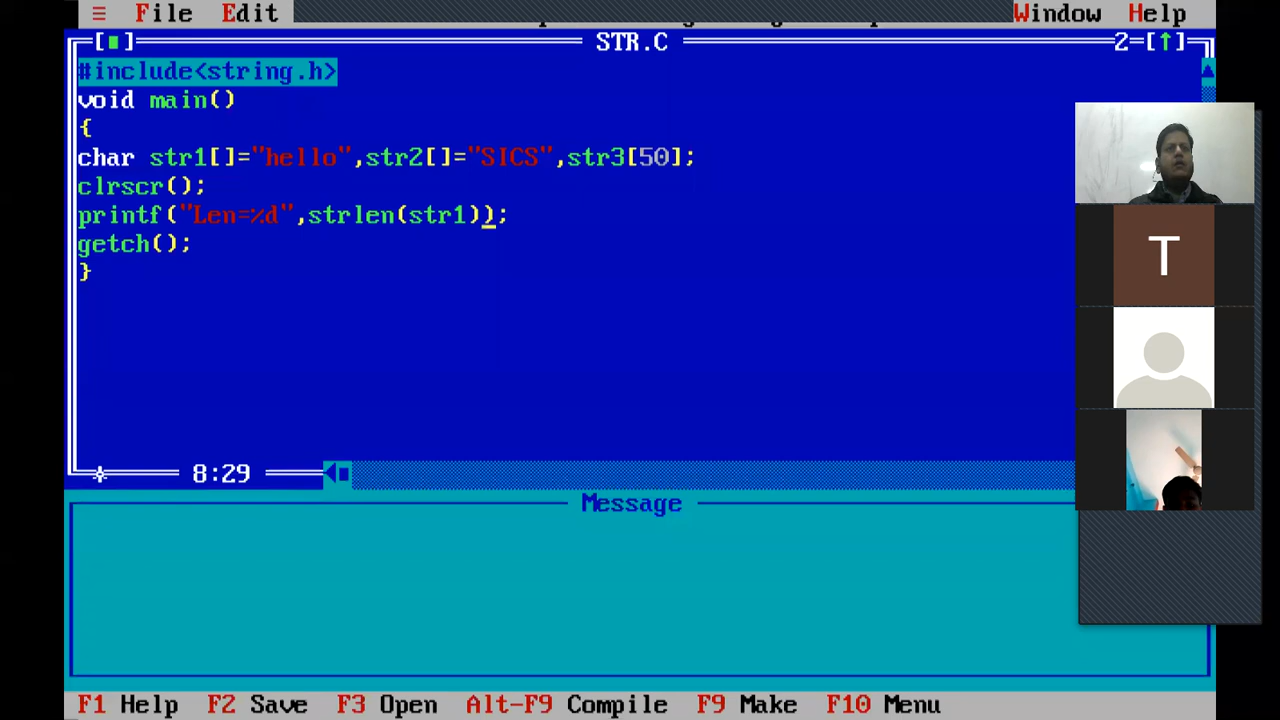 ≡ File Edit Window Help
[■] STR.C 2=[↑]
#include<string.h>
void main()
{
char str1[]="hello",str2[]="SICS",str3[50];
clrscr();
printf("Len=%d",strlen(str1));
getch();
}
8:29
Message
T
F1 Help F2 Save F3 Open Alt-F9 Compile F9 Make F10 Menu